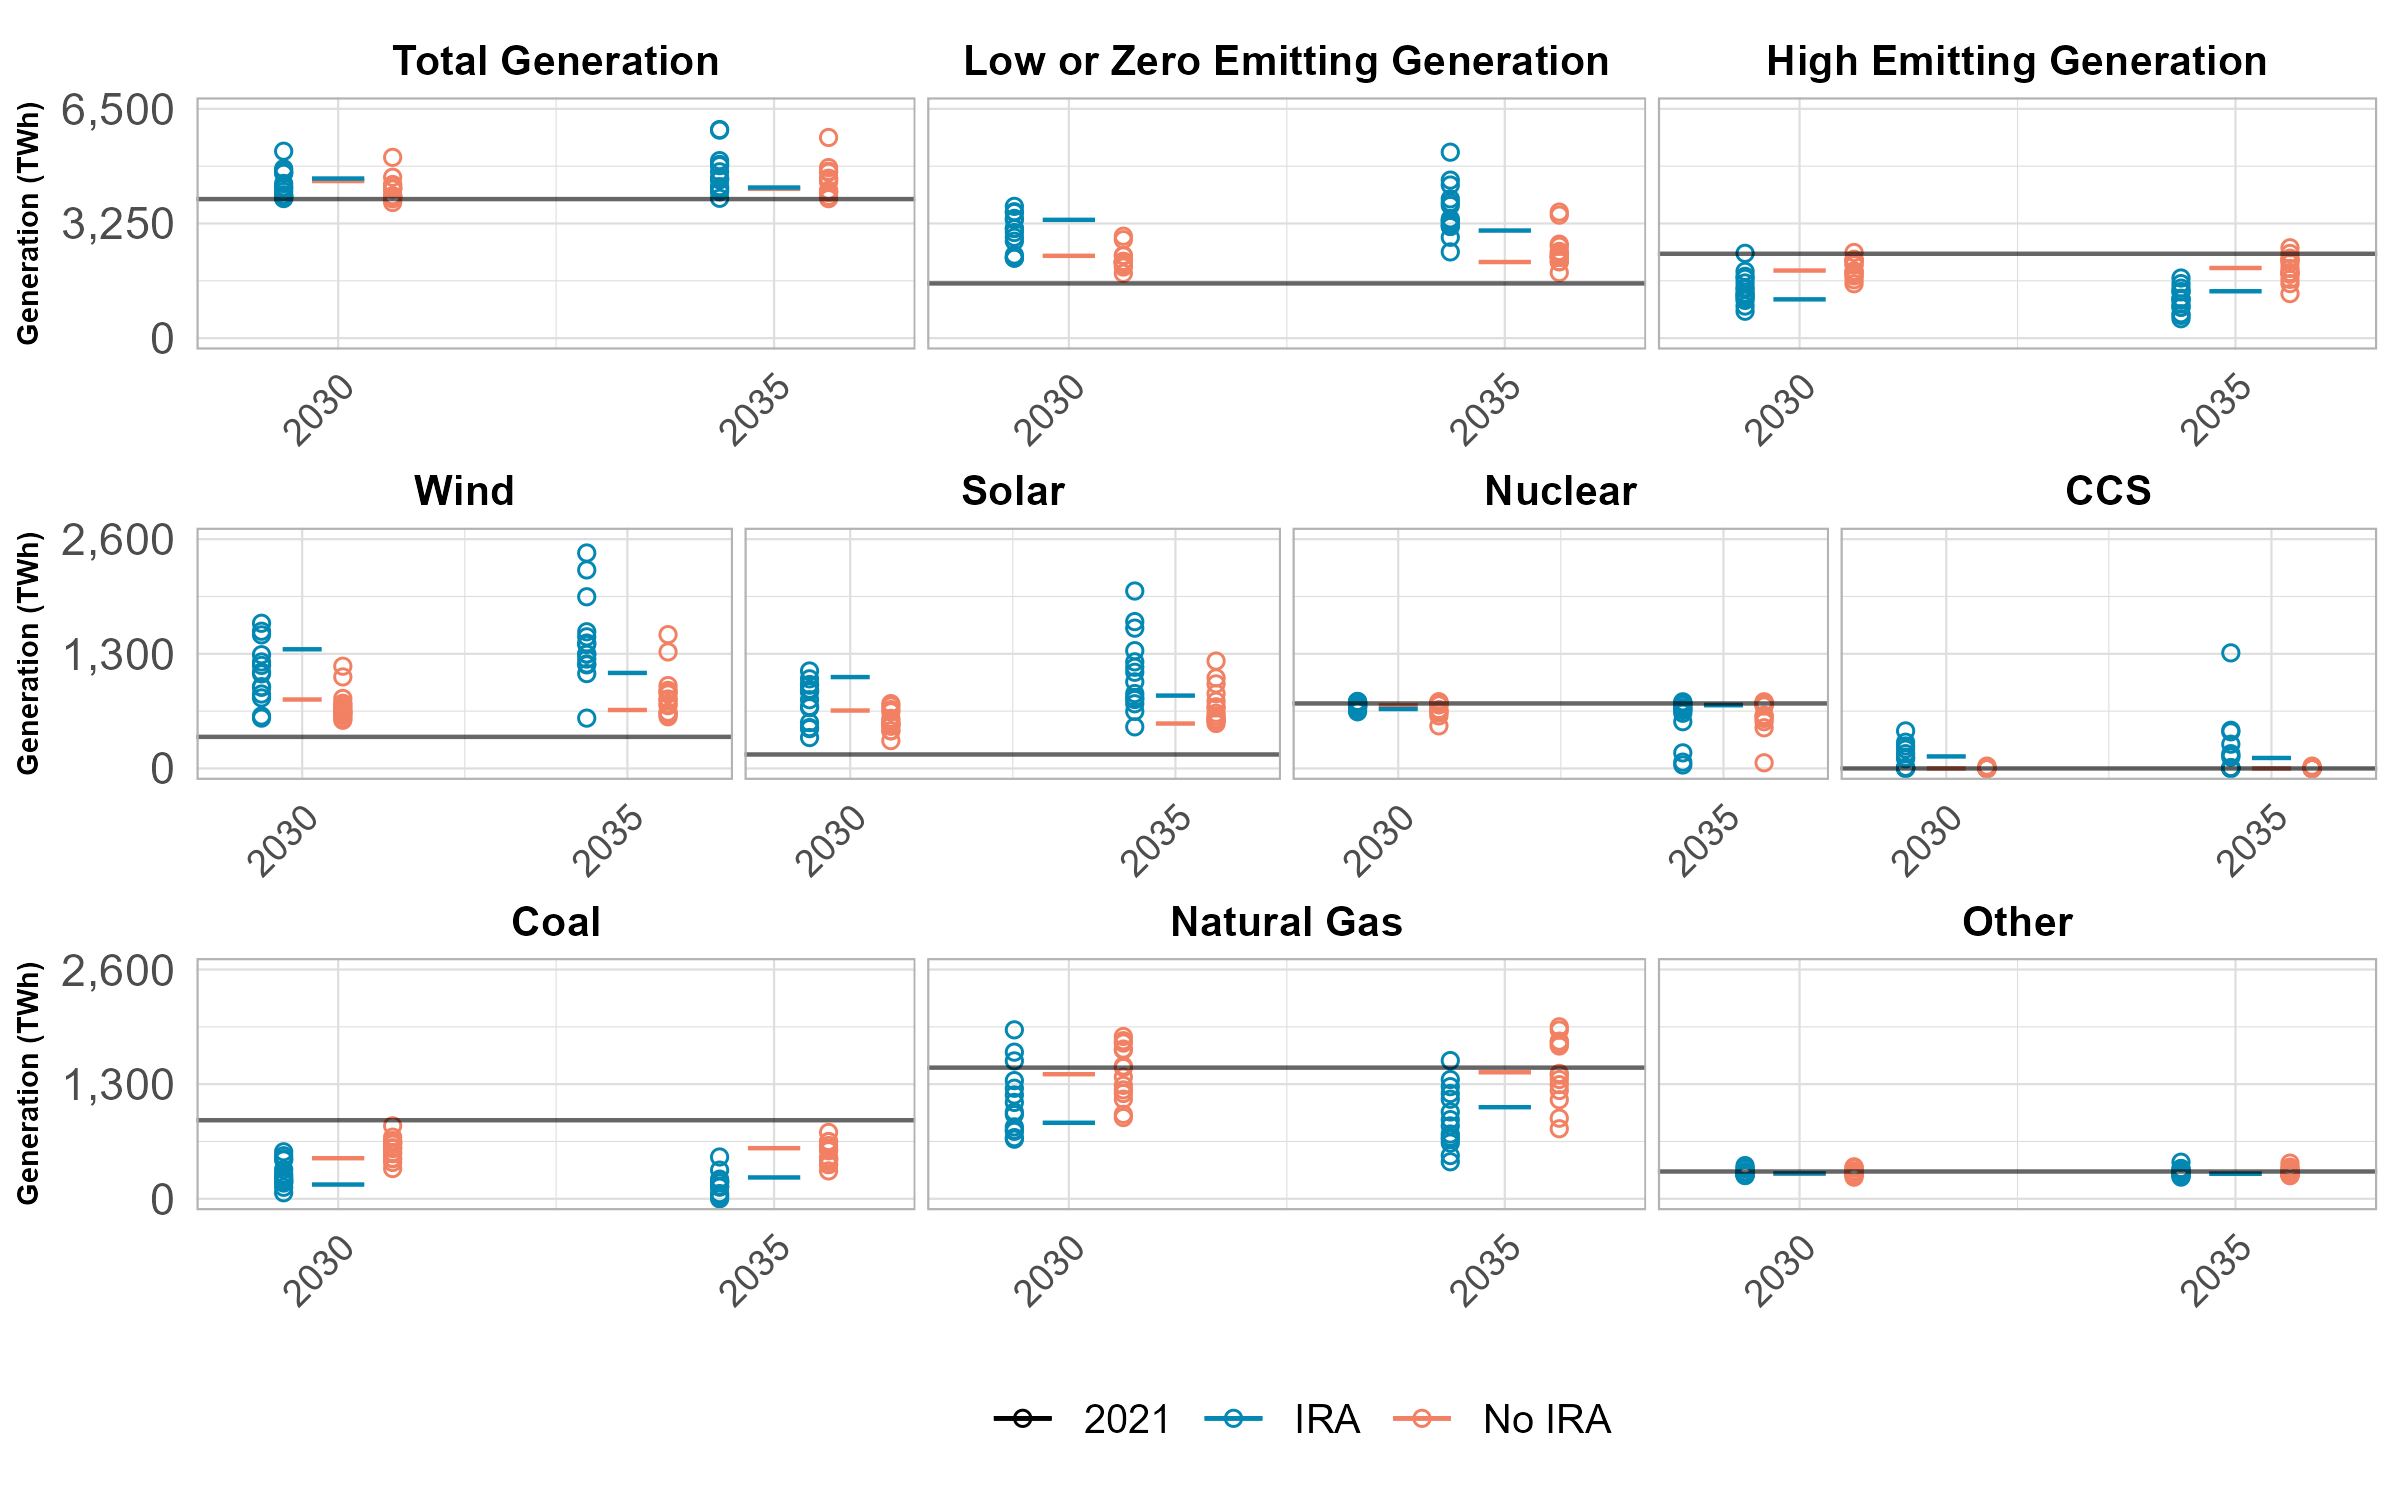 Total Generation
Low or Zero Emitting Generation
High Emitting Generation
Generation (TWh)
6,500
3,250
0
2030
2035
2030
2035
2030
2035
Wind
Solar
Nuclear
CCS
Generation (TWh)
2,600
1,300
0
2030
2035
2030
2035
2030
2035
2030
2035
Coal
Natural Gas
Other
Generation (TWh)
2,600
1,300
0
2030
2035
2030
2035
2030
2035
2021 IRA No IRA